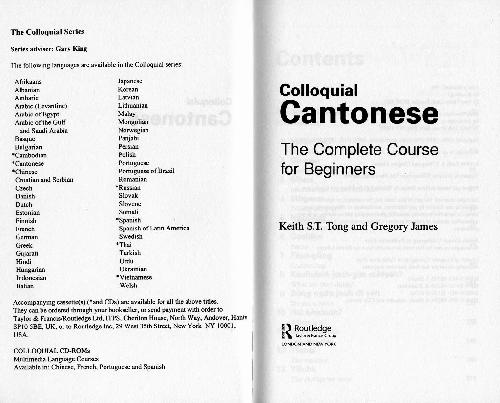 The Colloquial Series
Series adviser: Gary King
The following languages are available in the Colloquial series:
Afrikaans
Albanian
Amharic
Arabic (Levantine)
Arabic of Egypt
Arabic of the Gulf
and Saudi Arabia
Basque
Bulgarian
*Cambodian
*Cantonese
*Chinese
Croatian and Serbian
Czech
Danish
Dutch
Estonian
Finnish
French
German
Greek
Gujarati
Hindi
Hungarian
Indonesian
Italian
Japanese
Korean
Latvian
Lithuanian
Malay
Mongolian
Norwegian
Panjabi
Persian
Polish
Portuguese
Portuguese of Brazil
Romanian
*Russian
Slovak
Slovene
Somali
*Spanish
Spanish of Latin America
Swedish
*Thai
Turkish
Urdu
Ukrainian
*Vietnamese
Welsh
Accompanying cassette(s) (*and CDs) are available for all the above titles.
They can be ordered through your bookseller, or send payment with order to
Taylor & Francis/Routledge Ltd, ITPS, Cheriton House, North Way, Andover, Hants
SP10 5BE, UK, or to Routledge Inc, 29 West 35th Street, New York NY 10001,
USA.
COLLOQUIAL CD-ROMs
Multimedia Language Courses
Available in: Chinese, French, Portuguese and Spanish
Colloquial
Cantonese
The Complete Course
for Beginners
Keith S.T. Tong and Gregory James
Routledge
Taylor & Francis Group
LONDON AND NEW YORK